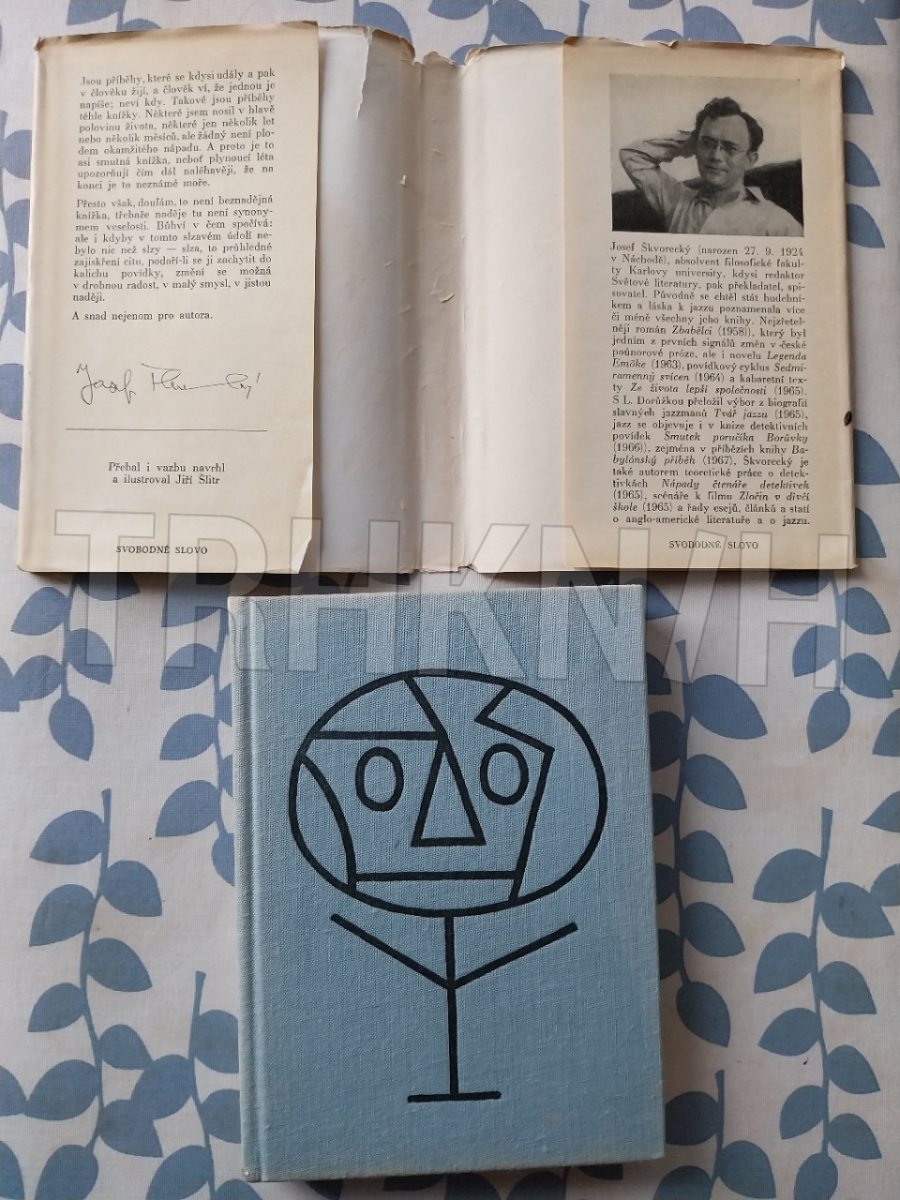 Jsou příběhy, které se kdysi udály a pak
v člověku žijí, a člověk ví, že jednou je
napíše; neví kdy. Takové jsou příběhy
téhle knížky. Některé jsem nosil v hlavě
polovinu života, některé jen několik let
nebo několik měsíců, ale žádný není plo-
dem okamžitého nápadu. A proto je to
asi smutná knížka, neboť plynoucí léta
upozorňují čím dál naléhavěji, že na
konci je to neznámé moře.
Přesto však, doufám, to není beznadějná
knížka, třebaže naděje tu není synony-
mem veselosti. Bůhví v čem spočívá:
ale i kdyby v tomto slzavém údolí ne-
bylo nic než slzy — slza, to průhledné
zajiskření citu, podaří-li se ji zachytit do
kalichu povídky, změní se možná
v drobnou radost, v malý smysl, v jistou
naději.
A snad nejenom pro autora.
Přebal i vazbu navrhl
a ilustroval Jiří Šlitr
SVOBODNÉ SLOVO
Josef Škvorecký (narozen 27. 9. 1924
v Náchodě), absolvent filosofické fakul-
ty Karlovy university, kdysi redaktor
Světové literatury, pak překladatel, spi-
sovatel. Původně se chtěl stát hudební-
kem a láska k jazzu poznamenala více
či méně všechny jeho knihy. Nejzřetel-
něji román Zbabělci (1958)), který byl
jedním z prvních signálů změn v české
poúnorové próze, ale i novelu Legenda
Emöke (1963), povídkový cyklus Sedmi-
ramenný svícen (1964) a kabaretní tex-
ty Ze života lepší společnosti (1965).
S L. Dorůžkou přeložil výbor z biografií
slavných jazzmanů Tvář jazzu (1965),
jazz se objevuje i v knize detektivních
povídek Smutek poručíka Borůvky
(1966)), zejména v příbězích knihy Ba-
bylónský příběh (1967), Škvorecký je
také autorem teoretické práce o detek-
tivkách Nápady čtenáře detektivek
(1965), scénáře k filmu Zločin v dívčí
škole (1965) a řady esejů, článků a statí
o anglo-americké literatuře a o jazzu.
SVOBODNÉ SLOVO
TRHKNIH